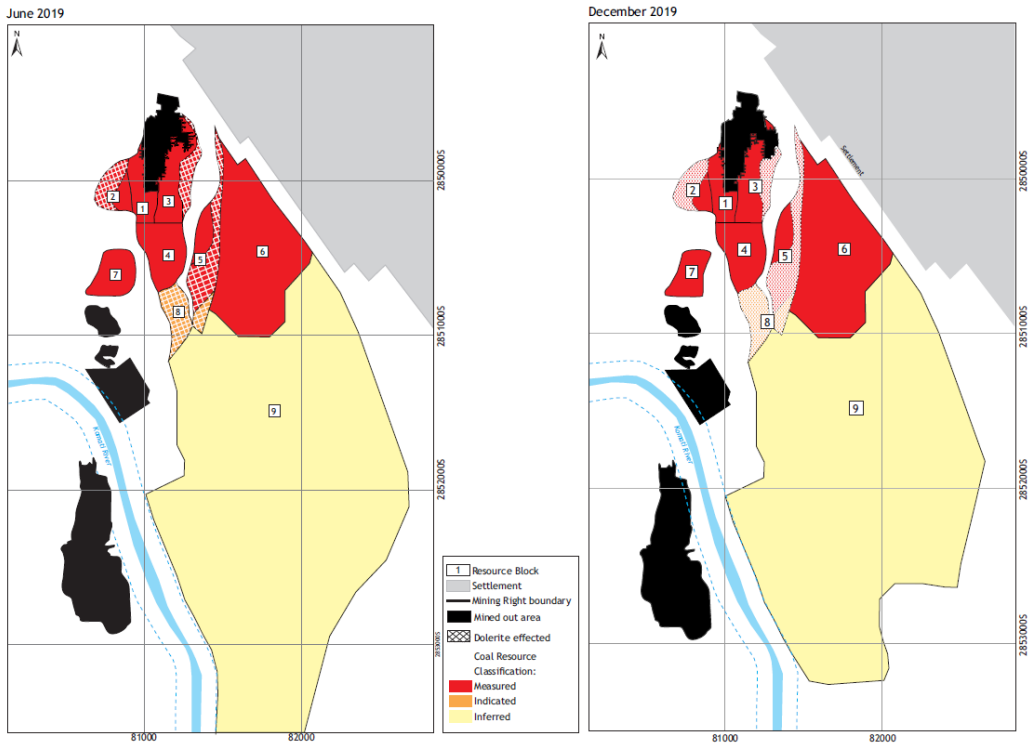 June 2019
N
2850000S
2
1
3
4
5
6
7
8
2851000S
9
Komati River
2852000S
2853000S
81000
82000
1 Resource Block
Settlement
Mining Right boundary
Mined out area
Dolerite effected
Coal Resource
Classification:
Measured
Indicated
Inferred
December 2019
N
Settlement
2850000S
2
3
1
4
5
6
7
8
2851000S
9
Komati River
2852000S
2853000S
81000
82000